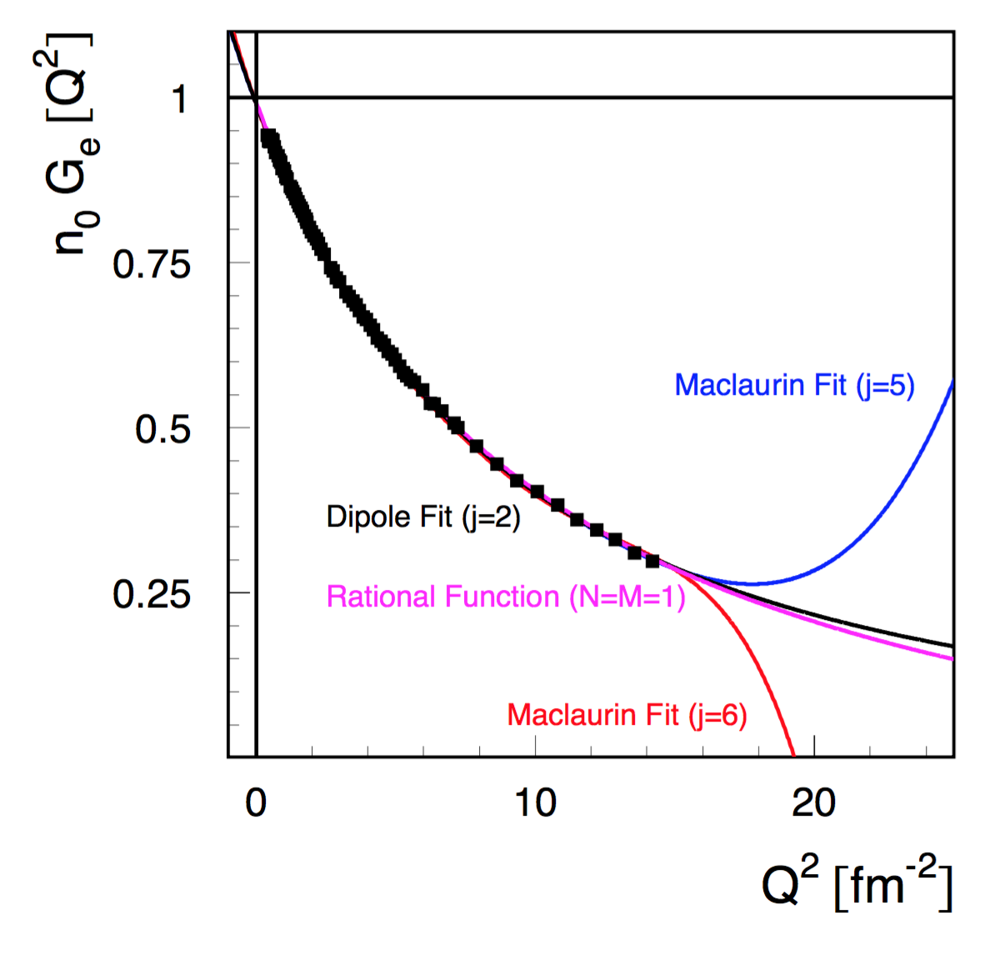 n0 Ge [Q2]
1
0.75
0.5
0.25
Maclaurin Fit (j=5)
Dipole Fit (j=2)
Rational Function (N=M=1)
Maclaurin Fit (j=6)
0 10 20
Q2 [fm-2]